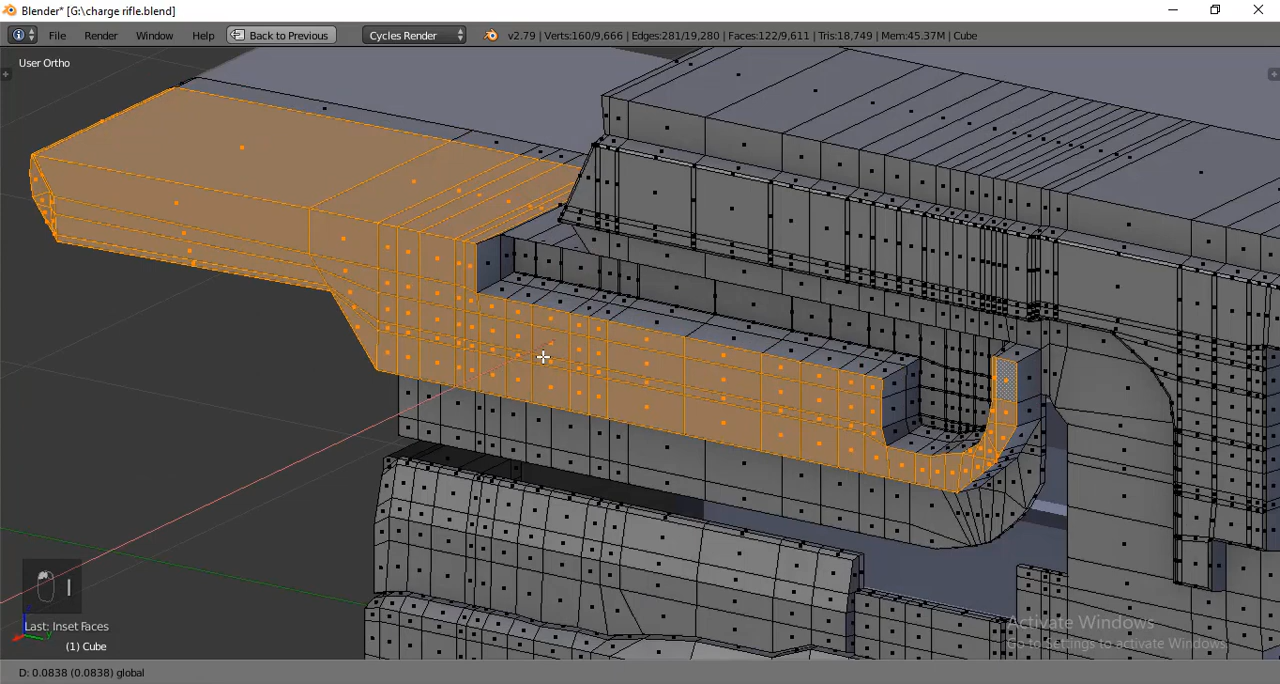 Blender* [G:\charge rifle.blend]
File Render Window Help Back to Previous Cycles Render v2.79 | Verts:160/9,666 | Edges:281/19,280 | Faces:122/9,611 | Tris:18,749 | Mem:45.37M | Cube
User Ortho
I
Last: Inset Faces
(1) Cube
Activate Windows
Go to Settings to activate Windows.
D: 0.0838 (0.0838) global